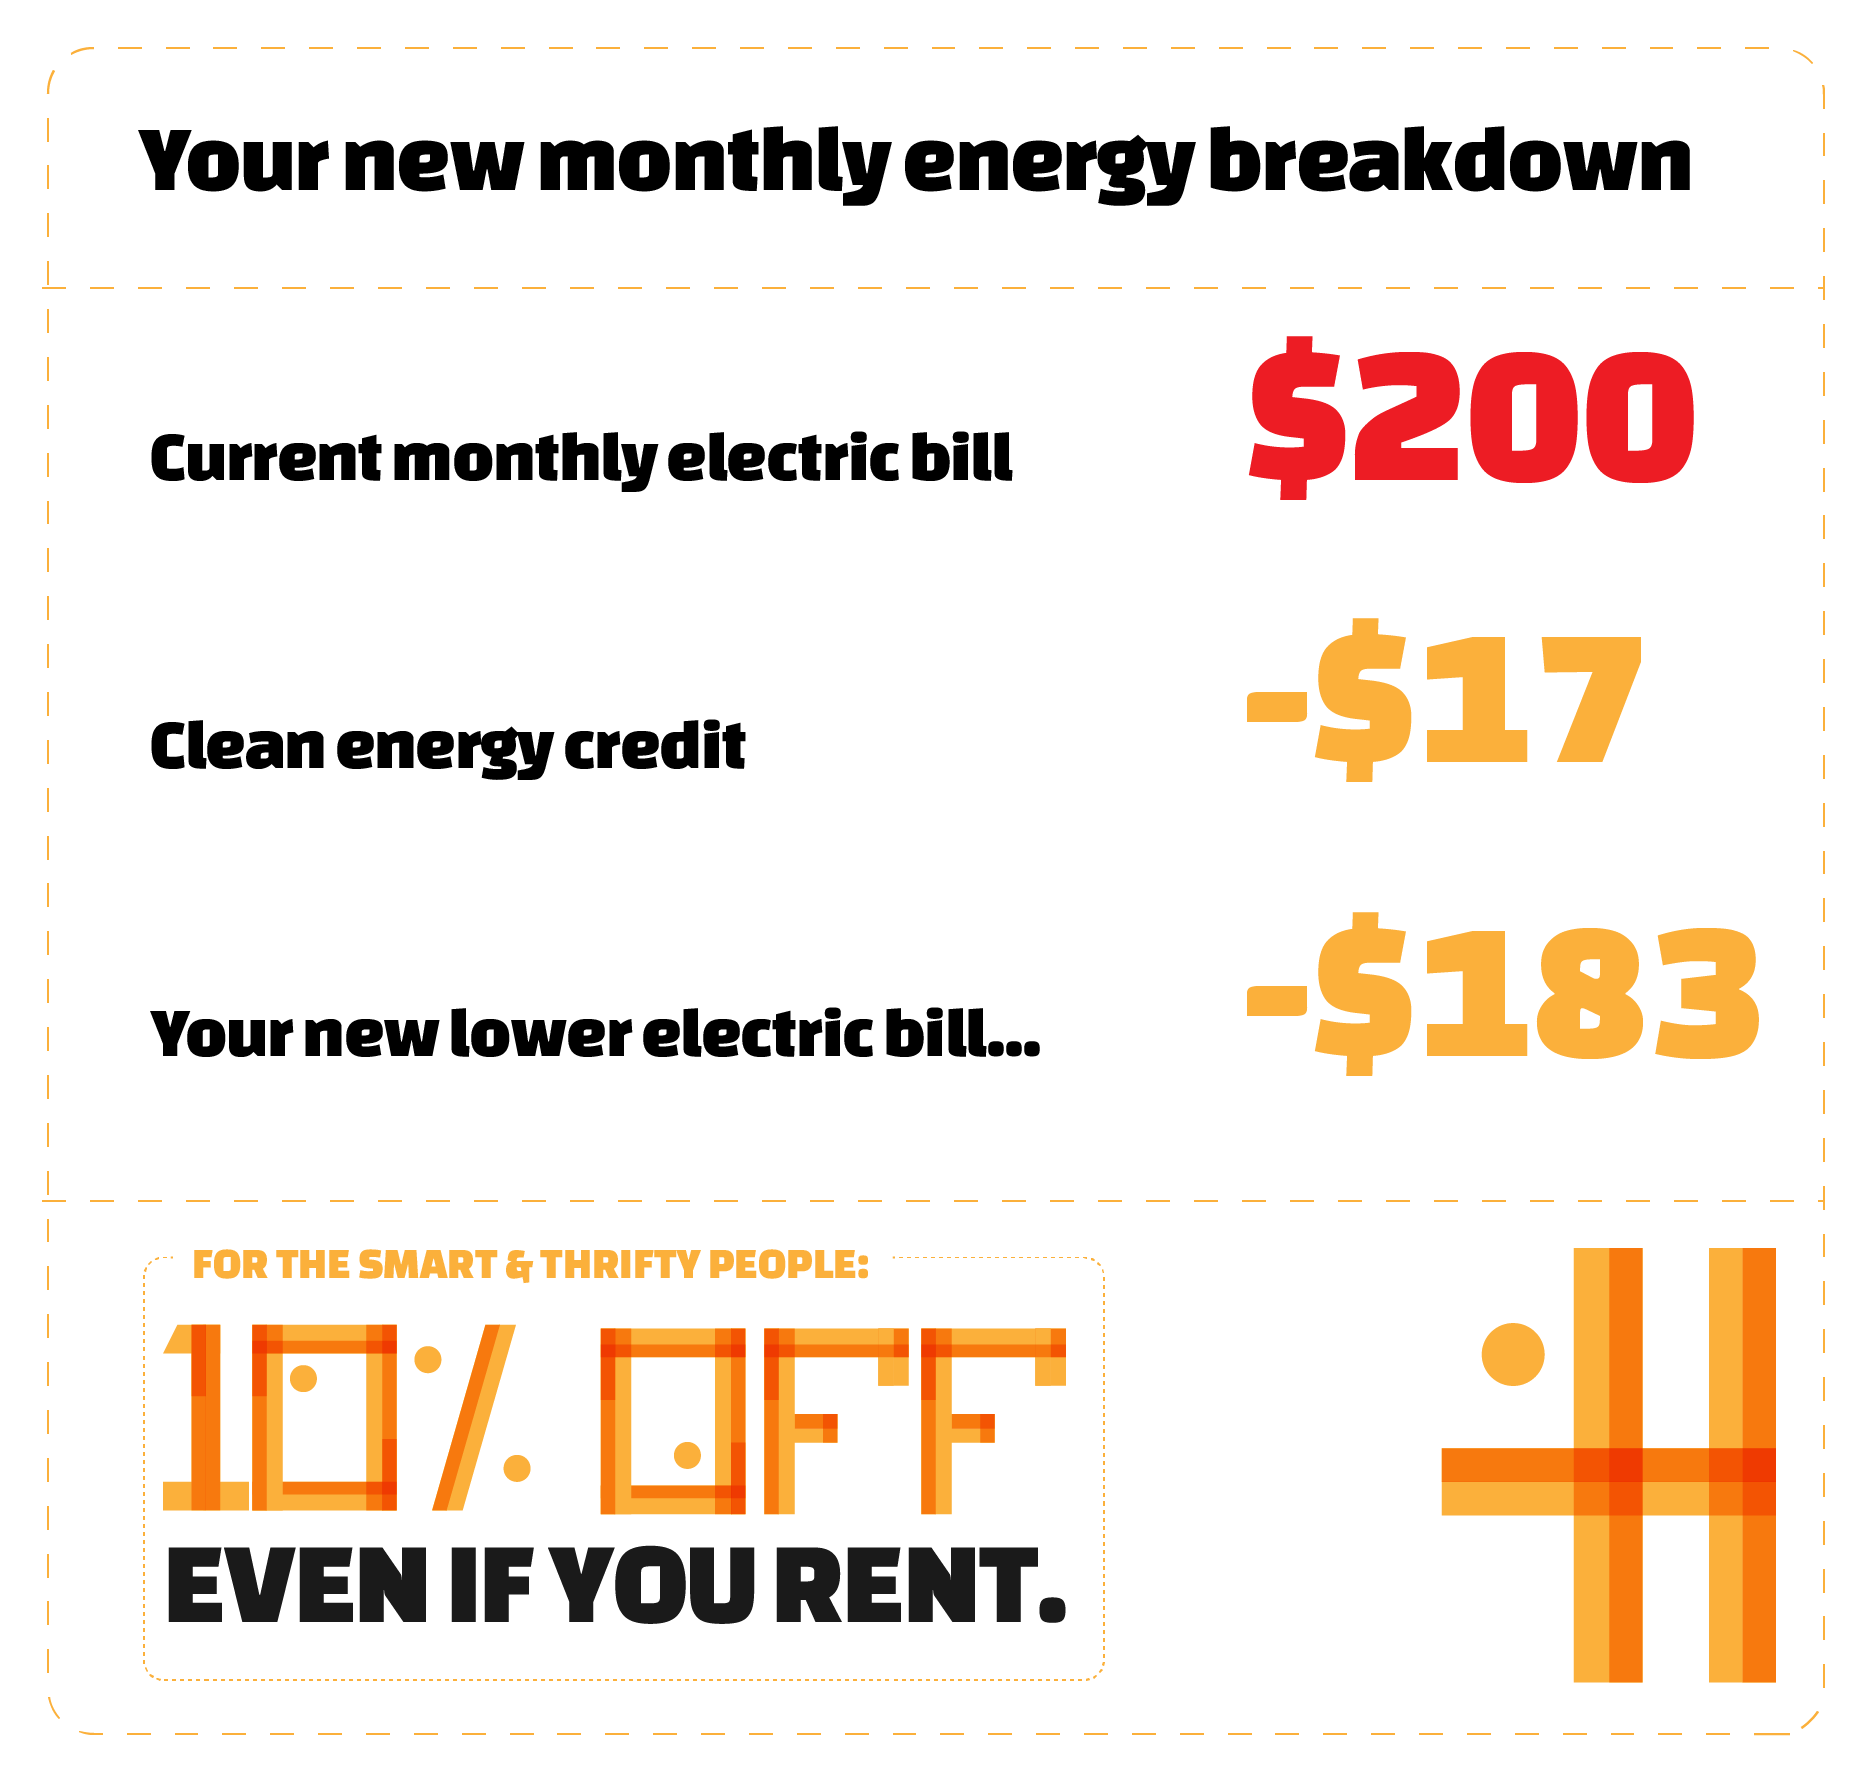 Your new monthly energy breakdown
Current monthly electric bill $200
Clean energy credit -$17
Your new lower electric bill... -$183
FOR THE SMART & THRIFTY PEOPLE:
10% OFF
EVEN IF YOU RENT.